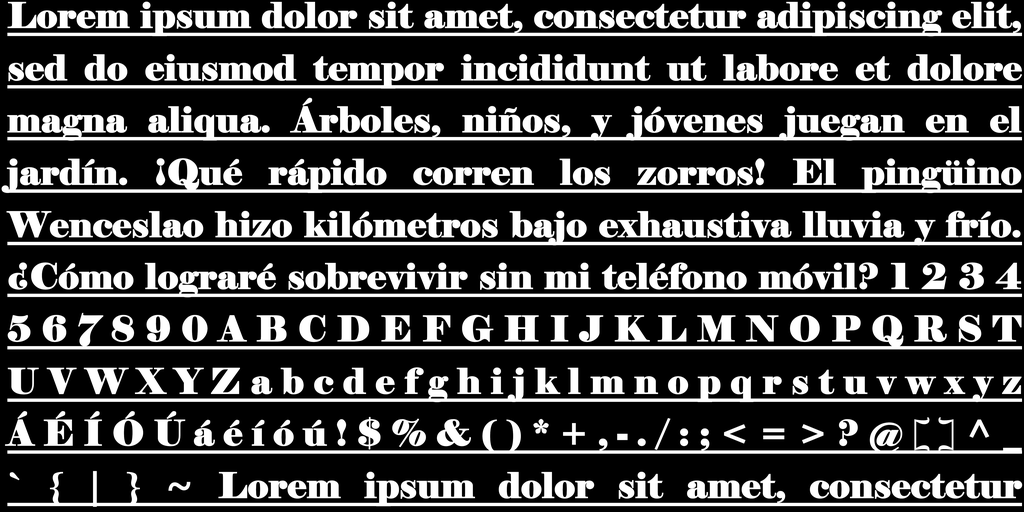 Lorem ipsum dolor sit amet, consectetur adipiscing elit,
sed do eiusmod tempor incididunt ut labore et dolore
magna aliqua. Árboles, niños, y jóvenes juegan en el
jardín. ¡Qué rápido corren los zorros! El pingüino
Wenceslao hizo kilómetros bajo exhaustiva lluvia y frío.
¿Cómo lograré sobrevivir sin mi teléfono móvil? 1 2 3 4
5 6 7 8 9 0 A B C D E F G H I J K L M N O P Q R S T
U V W X Y Z a b c d e f g h i j k l m n o p q r s t u v w x y z
Á É Í Ó Ú á é í ó ú ! $ % & ( ) * + , - . / : ; < = > ? @ [ ] ^ _
` { | } ~ Lorem ipsum dolor sit amet, consectetur